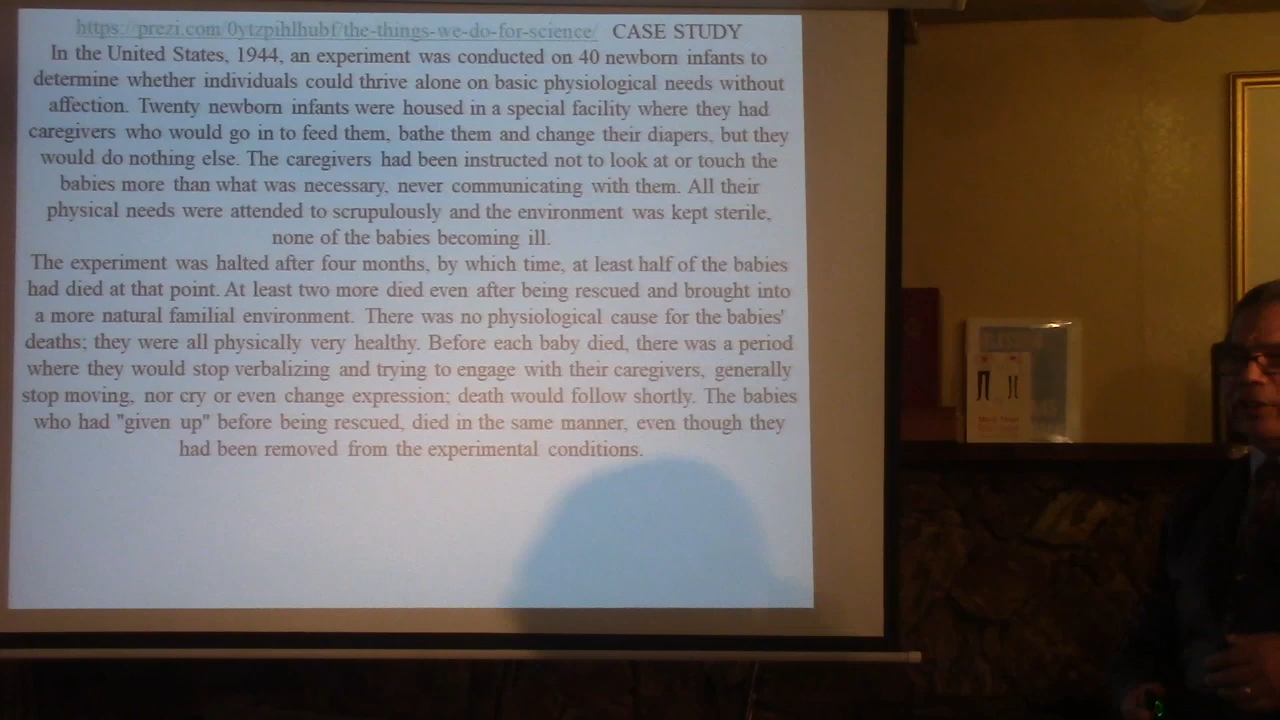 https://prezi.com/0ytzpihlhubf/the-things-we-do-for-science/ CASE STUDY
In the United States, 1944, an experiment was conducted on 40 newborn infants to
determine whether individuals could thrive alone on basic physiological needs without
affection. Twenty newborn infants were housed in a special facility where they had
caregivers who would go in to feed them, bathe them and change their diapers, but they
would do nothing else. The caregivers had been instructed not to look at or touch the
babies more than what was necessary, never communicating with them. All their
physical needs were attended to scrupulously and the environment was kept sterile,
none of the babies becoming ill.
The experiment was halted after four months, by which time, at least half of the babies
had died at that point. At least two more died even after being rescued and brought into
a more natural familial environment. There was no physiological cause for the babies'
deaths; they were all physically very healthy. Before each baby died, there was a period
where they would stop verbalizing and trying to engage with their caregivers, generally
stop moving, nor cry or even change expression; death would follow shortly. The babies
who had "given up" before being rescued, died in the same manner, even though they
had been removed from the experimental conditions.